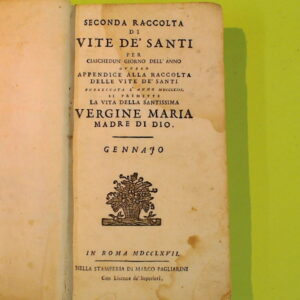 SECONDA RACCOLTA
DI
VITE DE' SANTI
PER
CIASCHEDUN GIORNO DELL' ANNO
OVVERO
APPENDICE ALLA RACCOLTA
DELLE VITE DE' SANTI
PUBBLICATA L' ANNO
SI PREMETTE
LA VITA DELLA SANTISSIMA
VERGINE MARIA
MADRE DI DIO.
GENNAJO
IN ROMA MDCCLXVII.
NELLA STAMPERIA DI MARCO PAGLIARINI
Con Licenza de' Superiori.